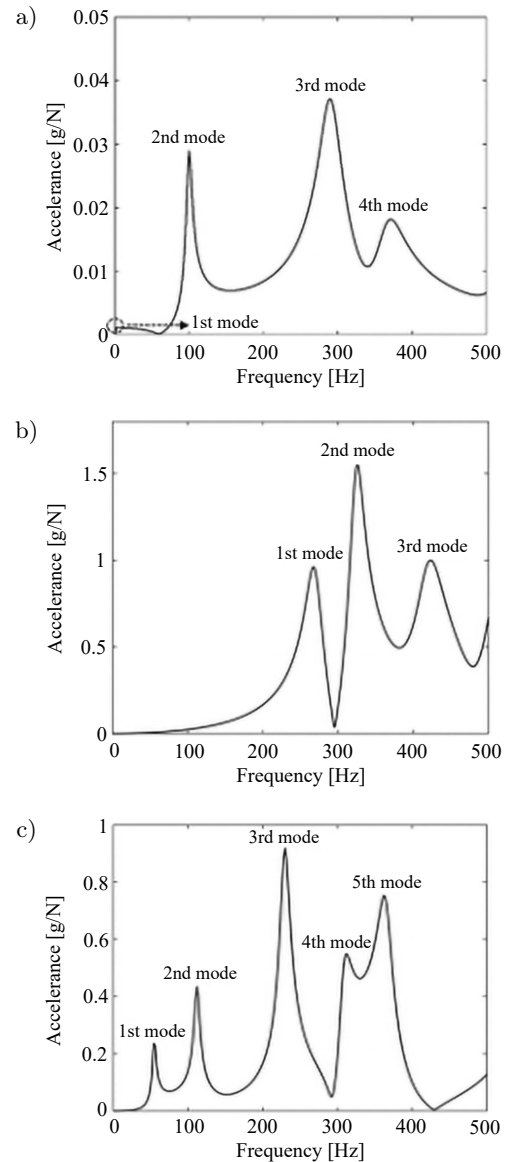 a)
0.05
0.04
0.03
0.02
0.01
0
Accelerance [g/N]
3rd mode
2nd mode
4th mode
1st mode
0 100 200 300 400 500
Frequency [Hz]
b)
1.5
1
0.5
0
Accelerance [g/N]
2nd mode
1st mode
3rd mode
0 100 200 300 400 500
Frequency [Hz]
c)
1
0.8
0.6
0.4
0.2
0
Accelerance [g/N]
3rd mode
5th mode
4th mode
2nd mode
1st mode
0 100 200 300 400 500
Frequency [Hz]